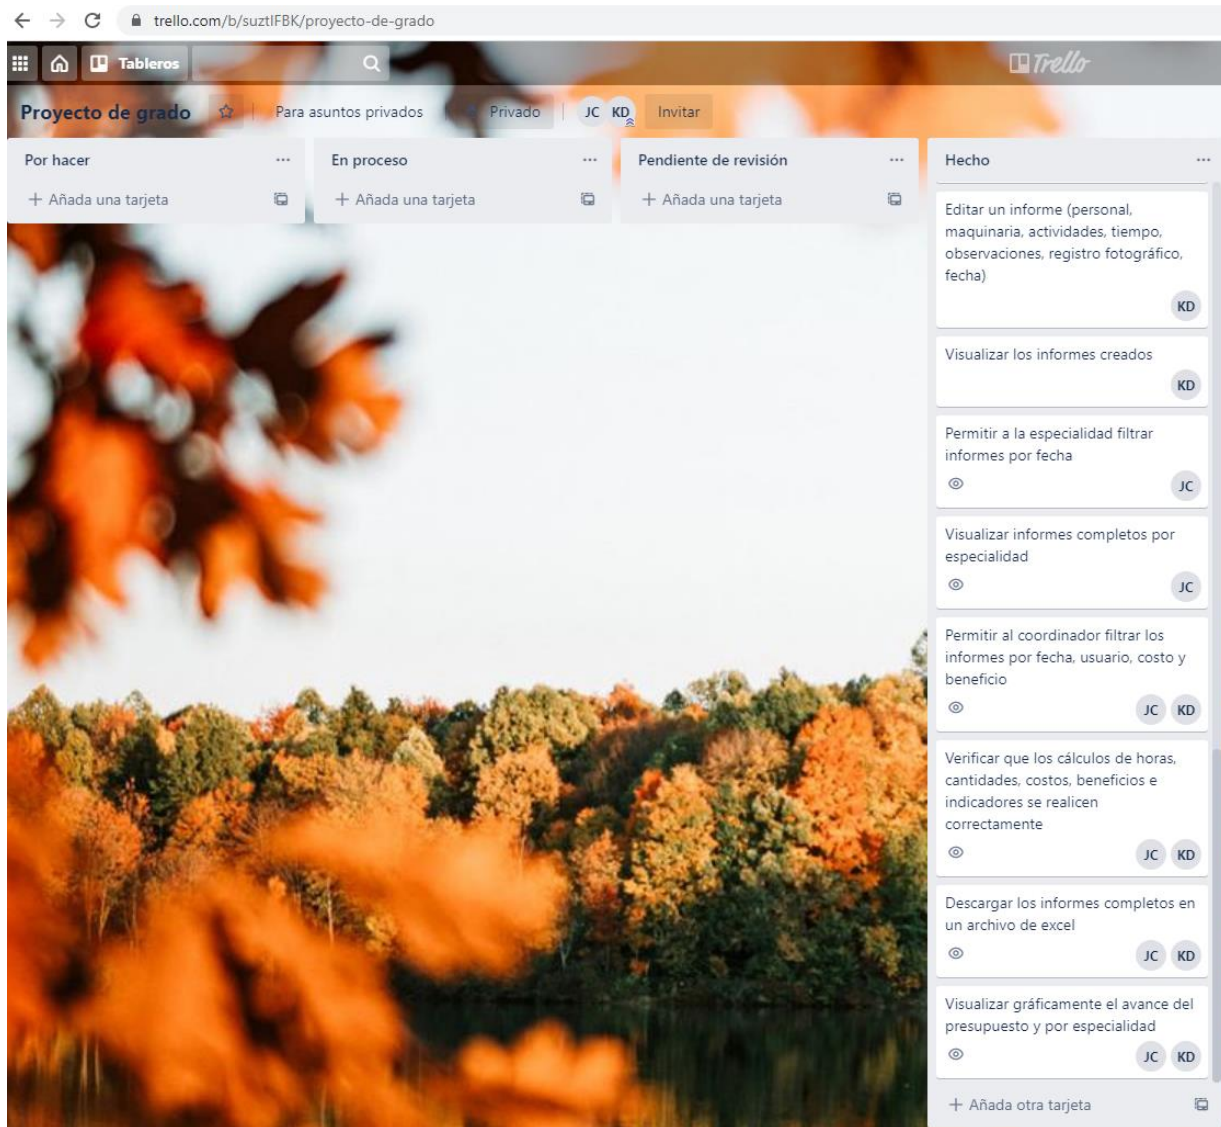 trello.com/b/suztIFBK/proyecto-de-grado
Tableros
Trello
Proyecto de grado
Para asuntos privados
Privado
JC KD
Invitar
Por hacer
+ Añada una tarjeta
En proceso
+ Añada una tarjeta
Pendiente de revisión
+ Añada una tarjeta
Hecho
Editar un informe (personal,
maquinaria, actividades, tiempo,
observaciones, registro fotográfico,
fecha)
KD
Visualizar los informes creados
KD
Permitir a la especialidad filtrar
informes por fecha
JC
Visualizar informes completos por
especialidad
JC
Permitir al coordinador filtrar los
informes por fecha, usuario, costo y
beneficio
JC KD
Verificar que los cálculos de horas,
cantidades, costos, beneficios e
indicadores se realicen
correctamente
JC KD
Descargar los informes completos en
un archivo de excel
JC KD
Visualizar gráficamente el avance del
presupuesto y por especialidad
JC KD
+ Añada otra tarjeta